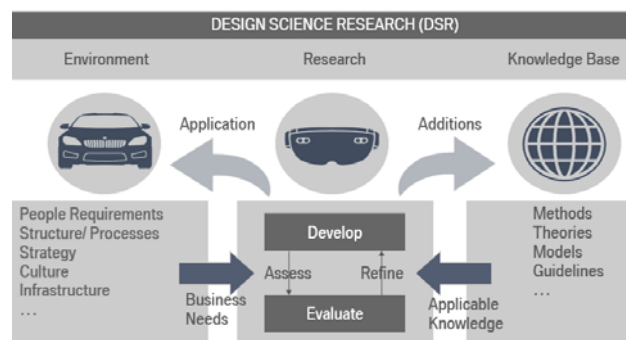 DESIGN SCIENCE RESEARCH (DSR)
Environment
Research
Knowledge Base
Application
Additions
People Requirements
Structure/ Processes
Strategy
Culture
Infrastructure
...
Business
Needs
Develop
Assess
Refine
Evaluate
Applicable
Knowledge
Methods
Theories
Models
Guidelines
...